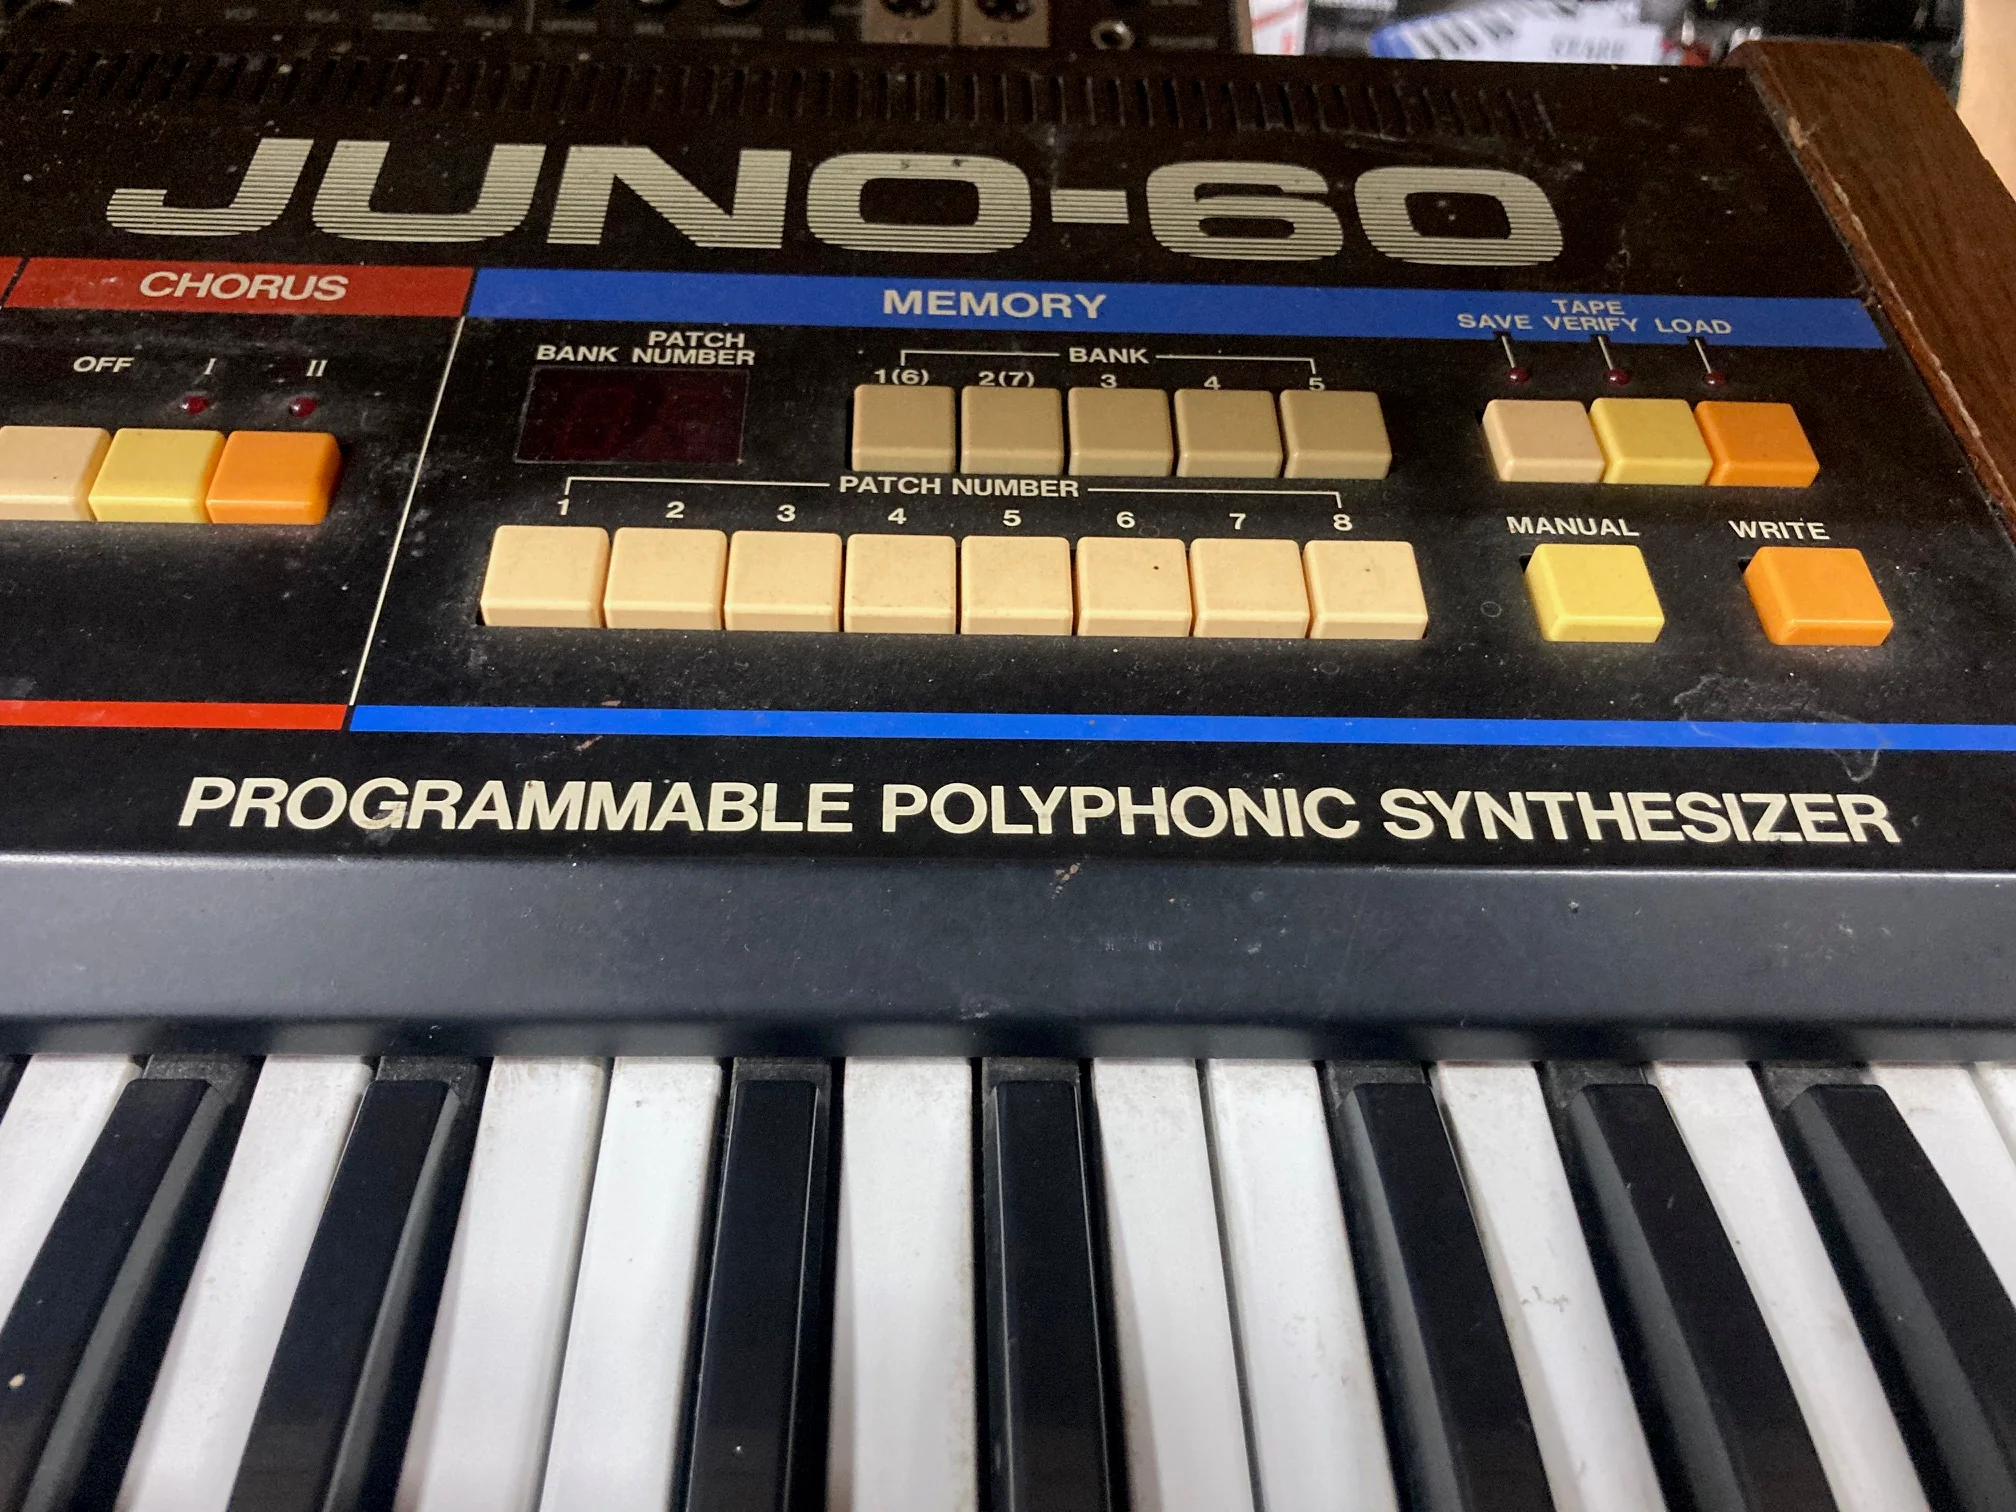 JUNO-60
CHORUS
MEMORY
TAPE
SAVE VERIFY LOAD
OFF I II
PATCH
BANK NUMBER
BANK
1(6) 2(7) 3 4 5
PATCH NUMBER
1 2 3 4 5 6 7 8
MANUAL WRITE
PROGRAMMABLE POLYPHONIC SYNTHESIZER